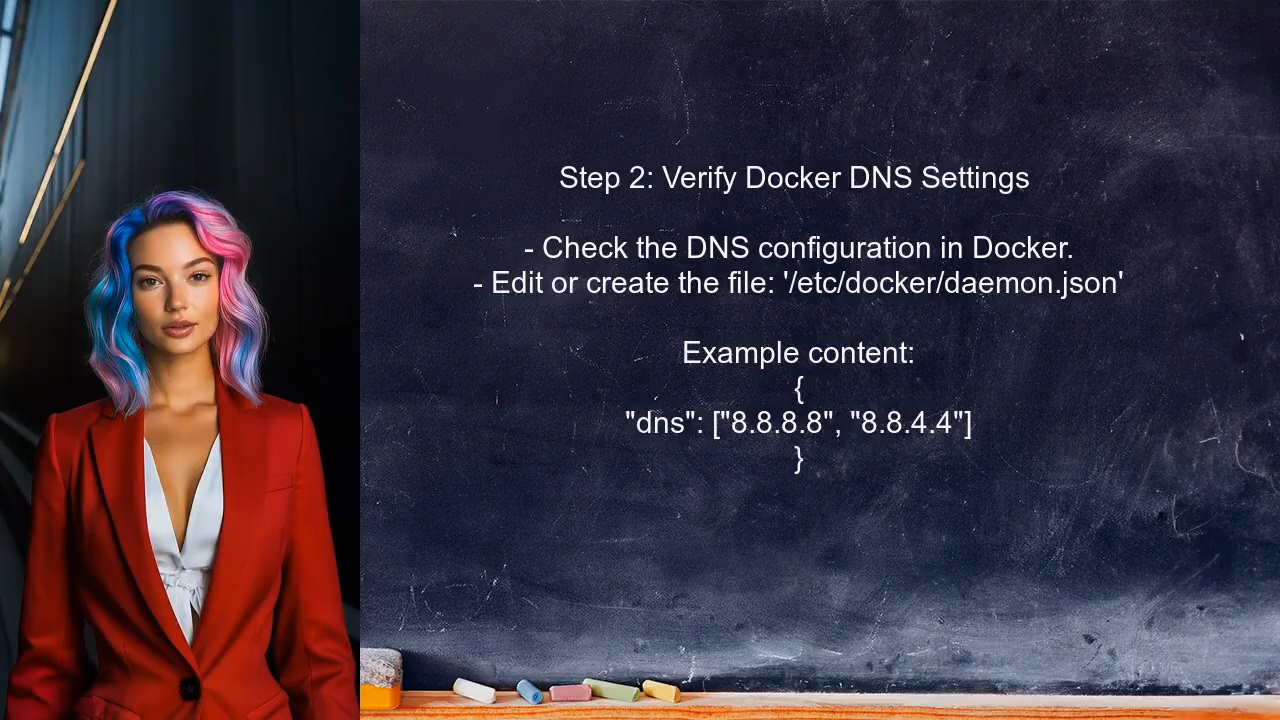 Step 2: Verify Docker DNS Settings
- Check the DNS configuration in Docker.
- Edit or create the file: '/etc/docker/daemon.json'
Example content:
{
"dns": ["8.8.8.8", "8.8.4.4"]
}